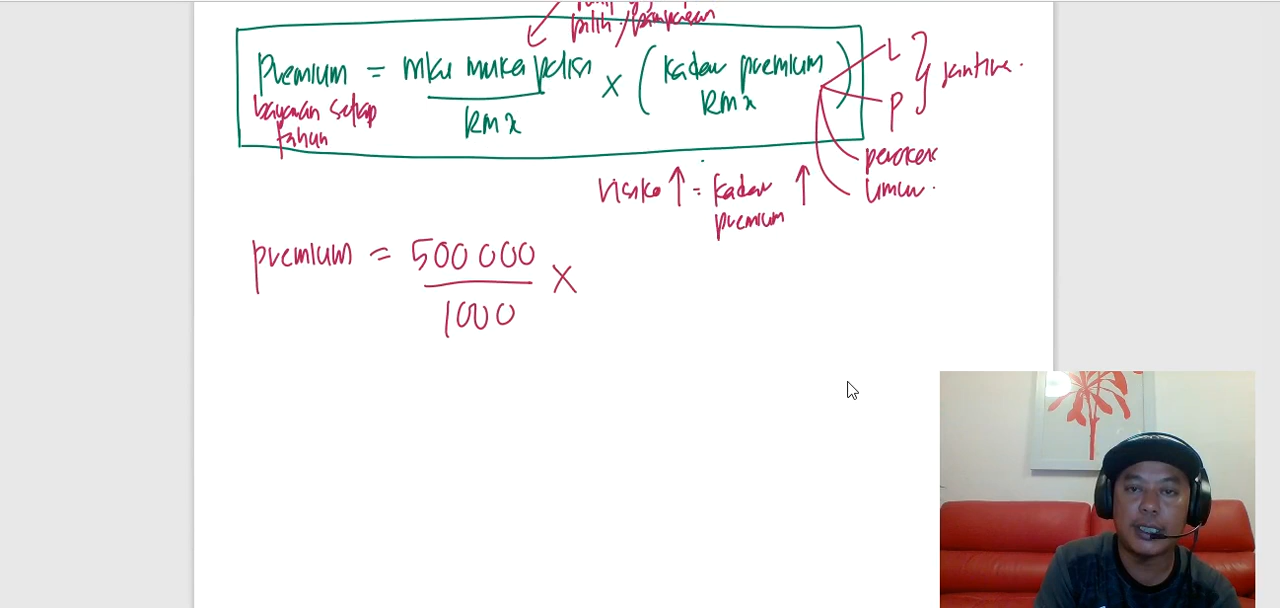 pilih /
Premium = nilai muka polisi × ( kadar premium ) L
RM x RM x P } jantina.
bayaran setiap
tahun
perokok
umur.
risiko ↑ = kadar ↑
premium
premium = 500 000 ×
1000